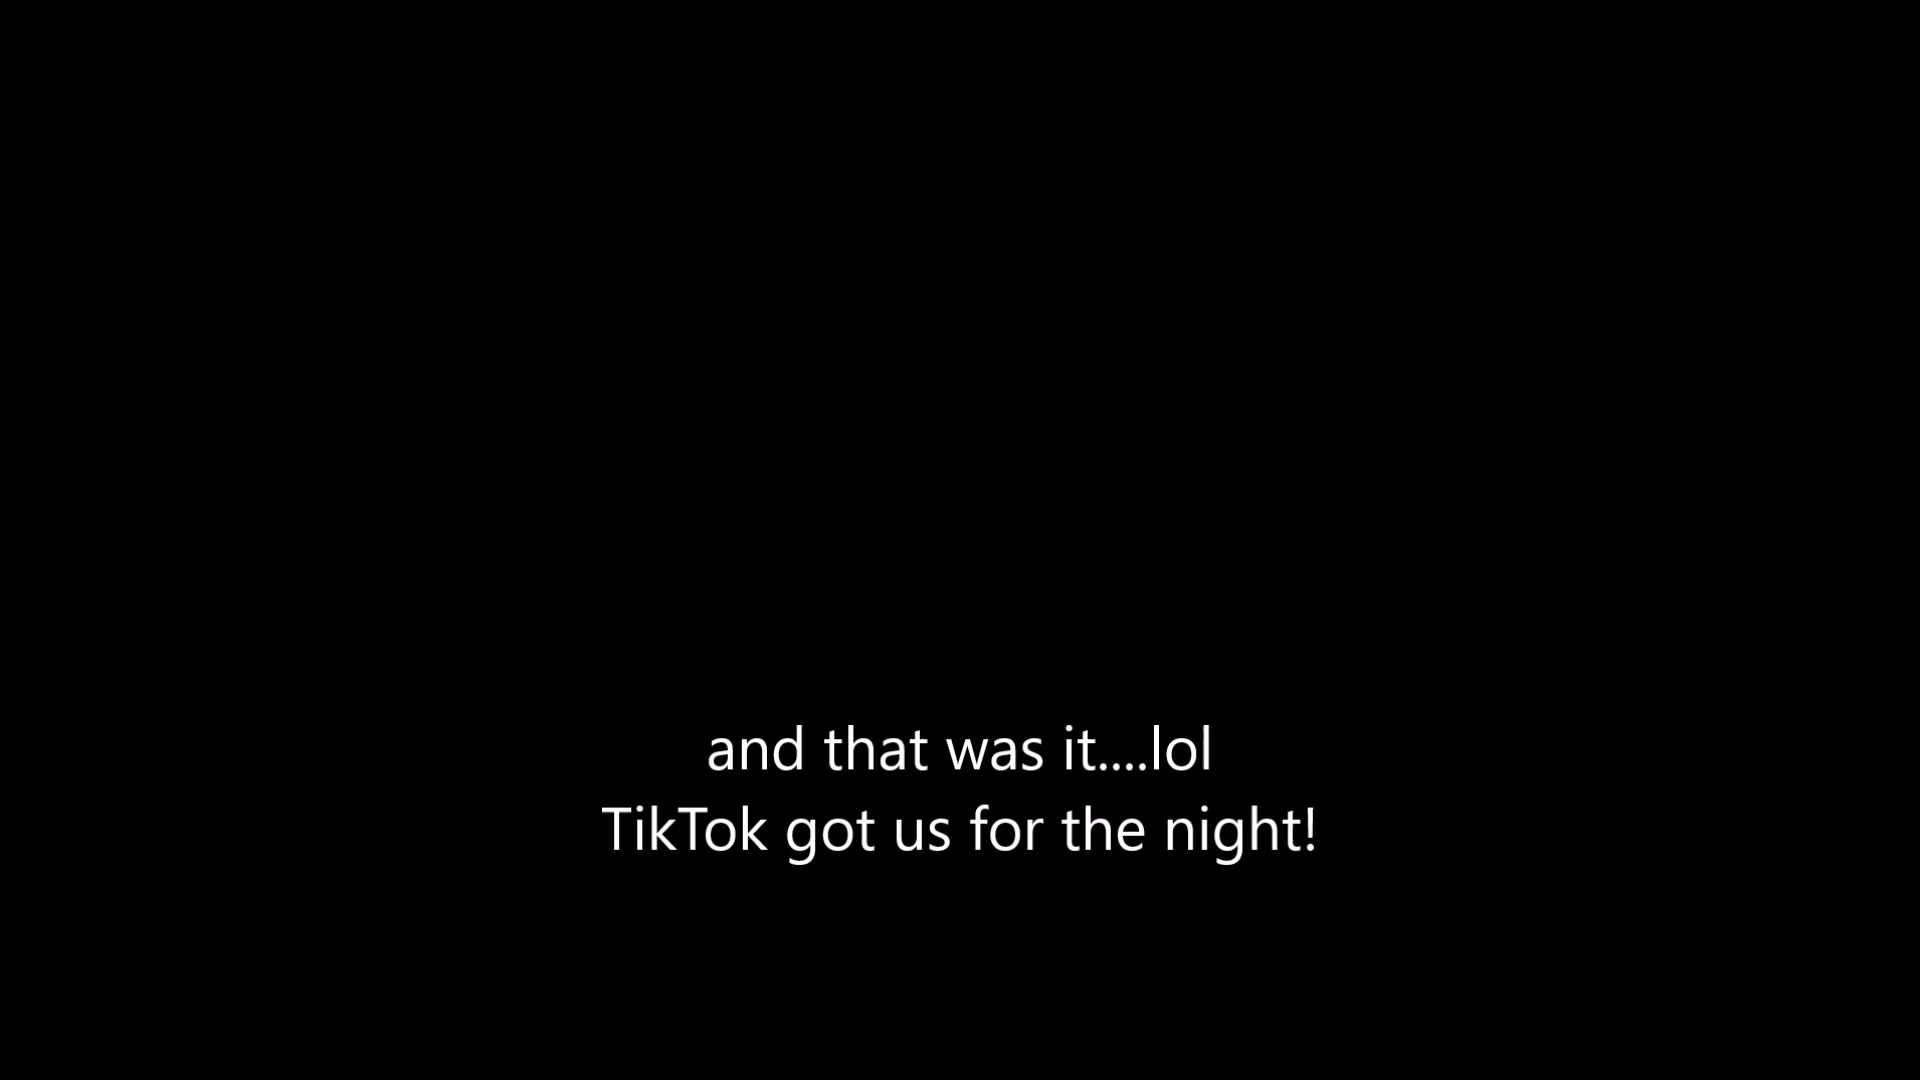 and that was it....lol
TikTok got us for the night!